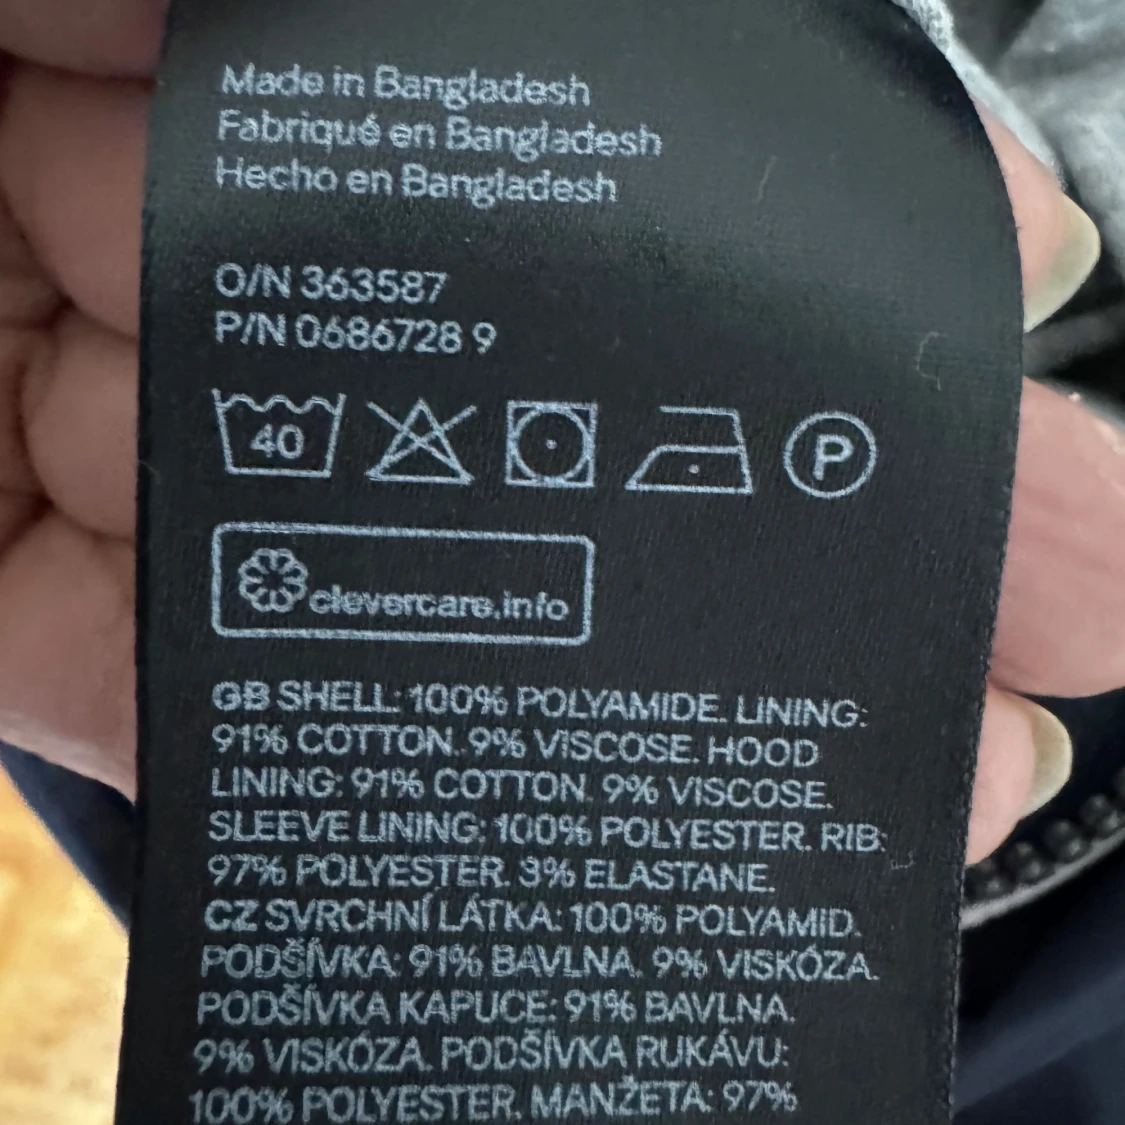 Made in Bangladesh
Fabriqué en Bangladesh
Hecho en Bangladesh
O/N 363587
P/N 0686728 9
40
P
clevercare.info
GB SHELL: 100% POLYAMIDE. LINING:
91% COTTON. 9% VISCOSE. HOOD
LINING: 91% COTTON. 9% VISCOSE.
SLEEVE LINING: 100% POLYESTER. RIB:
97% POLYESTER. 3% ELASTANE.
CZ SVRCHNÍ LÁTKA: 100% POLYAMID.
PODŠÍVKA: 91% BAVLNA. 9% VISKÓZA.
PODŠÍVKA KAPUCE: 91% BAVLNA.
9% VISKÓZA. PODŠÍVKA RUKÁVU:
100% POLYESTER. MANŽETA: 97%